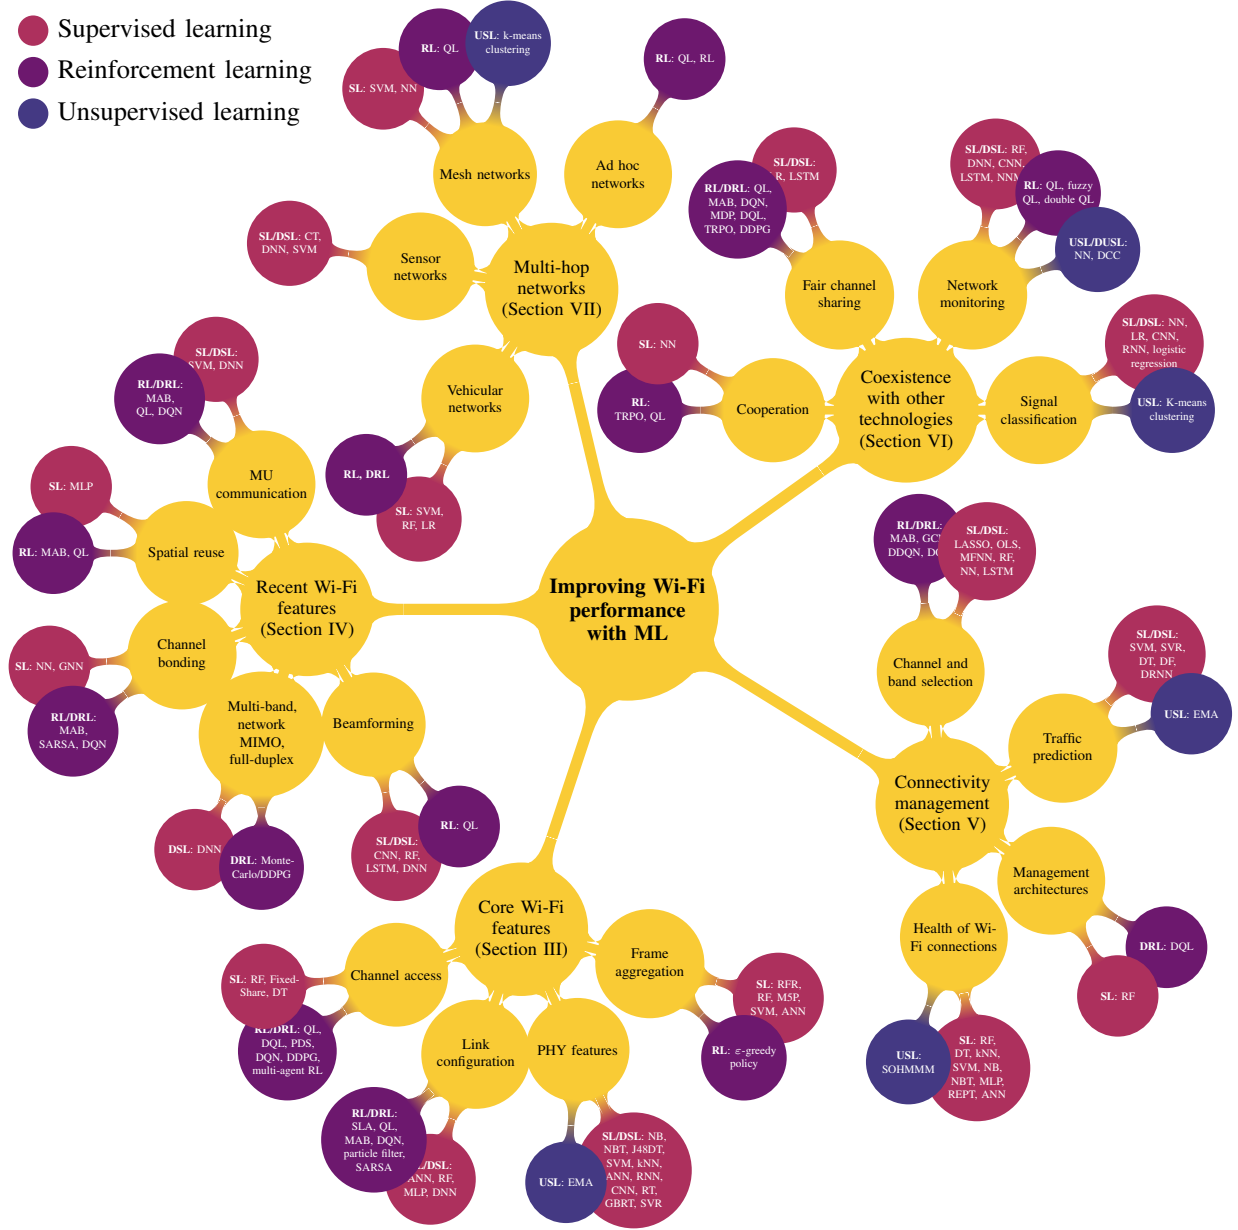 Supervised learning
Reinforcement learning
Unsupervised learning
SL: SVM, NN
RL: QL
USL: k-means
clustering
RL: QL, RL
Mesh networks
Ad hoc
networks
SL/DSL: CT,
DNN, SVM
Sensor
networks
Multi-hop
networks
(Section VII)
Vehicular
networks
RL, DRL
SL: SVM,
RF, LR
RL/DRL: QL,
MAB, DQN,
MDP, DQL,
TRPO, DDPG
SL/DSL:
LSTM
Fair channel
sharing
SL/DSL: RF,
DNN, CNN,
LSTM,
RL: QL, fuzzy
QL, double QL
USL/DUSL:
NN, DCC
Network
monitoring
SL: NN
RL:
TRPO, QL
Cooperation
Coexistence
with other
technologies
(Section VI)
Signal
classification
SL/DSL: NN,
LR, CNN,
RNN, logistic
regression
USL: K-means
clustering
SL/DSL:
SVM, DNN
RL/DRL:
MAB,
QL, DQN
MU
communication
SL: MLP
RL: MAB, QL
Spatial reuse
Recent Wi-Fi
features
(Section IV)
Channel
bonding
SL: NN, GNN
RL/DRL:
MAB,
SARSA, DQN
Multi-band,
network
MIMO,
full-duplex
Beamforming
DSL: DNN
DRL: Monte-
Carlo/DDPG
SL/DSL:
CNN, RF,
LSTM, DNN
RL: QL
Improving Wi-Fi
performance
with ML
RL/DRL:
MAB,
DDQN,
SL/DSL:
LASSO, OLS,
MFNN, RF,
NN, LSTM
Channel and
band selection
SL/DSL:
SVM, SVR,
DT, DF,
DRNN
USL: EMA
Traffic
prediction
Connectivity
management
(Section V)
Management
architectures
DRL: DQL
SL: RF
Health of Wi-
Fi connections
USL:
SOHMMM
SL: RF,
DT, kNN,
SVM, NB,
NBT, MLP,
REPT, ANN
Core Wi-Fi
features
(Section III)
Channel access
SL: RF, Fixed-
Share, DT
RL/DRL: QL,
DQL, PDS,
DQN, DDPG,
multi-agent RL
Link
configuration
RL/DRL:
SLA, QL,
MAB, DQN,
particle filter,
SARSA
SL/DSL:
ANN, RF,
MLP, DNN
PHY features
USL: EMA
SL/DSL: NB,
NBT, J48DT,
SVM, kNN,
ANN, RNN,
CNN, RT,
GBRT, SVR
Frame
aggregation
SL: RFR,
RF, M5P,
SVM, ANN
RL: ε-greedy
policy